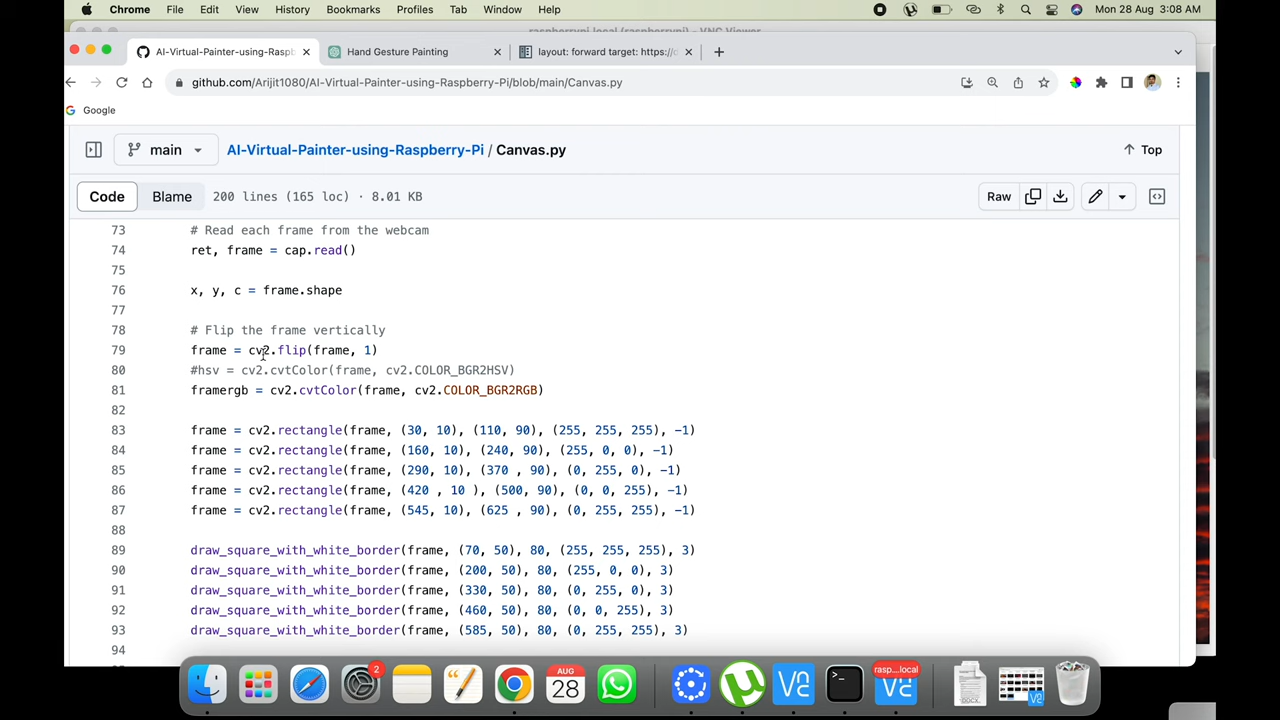 Chrome File Edit View History Bookmarks Profiles Tab Window Help Mon 28 Aug 3:08 AM
raspberrypi.local (raspberrypi) - VNC Viewer
AI-Virtual-Painter-using-Raspb Hand Gesture Painting layout: forward target: https://d
github.com/Arijit1080/AI-Virtual-Painter-using-Raspberry-Pi/blob/main/Canvas.py
Google
main AI-Virtual-Painter-using-Raspberry-Pi / Canvas.py Top
Code Blame 200 lines (165 loc) · 8.01 KB Raw
73 # Read each frame from the webcam
74 ret, frame = cap.read()
75
76 x, y, c = frame.shape
77
78 # Flip the frame vertically
79 frame = cv2.flip(frame, 1)
80 #hsv = cv2.cvtColor(frame, cv2.COLOR_BGR2HSV)
81 framergb = cv2.cvtColor(frame, cv2.COLOR_BGR2RGB)
82
83 frame = cv2.rectangle(frame, (30, 10), (110, 90), (255, 255, 255), -1)
84 frame = cv2.rectangle(frame, (160, 10), (240, 90), (255, 0, 0), -1)
85 frame = cv2.rectangle(frame, (290, 10), (370 , 90), (0, 255, 0), -1)
86 frame = cv2.rectangle(frame, (420 , 10 ), (500, 90), (0, 0, 255), -1)
87 frame = cv2.rectangle(frame, (545, 10), (625 , 90), (0, 255, 255), -1)
88
89 draw_square_with_white_border(frame, (70, 50), 80, (255, 255, 255), 3)
90 draw_square_with_white_border(frame, (200, 50), 80, (255, 0, 0), 3)
91 draw_square_with_white_border(frame, (330, 50), 80, (0, 255, 0), 3)
92 draw_square_with_white_border(frame, (460, 50), 80, (0, 0, 255), 3)
93 draw_square_with_white_border(frame, (585, 50), 80, (0, 255, 255), 3)
94
2
AUG
28
rasp...local
DOCX